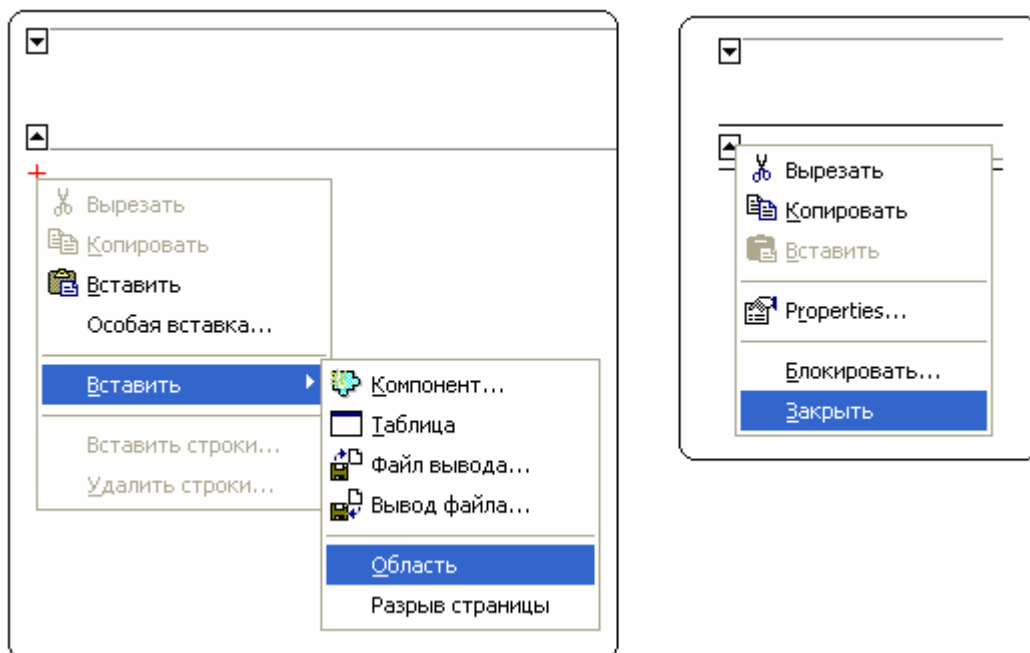 Вырезать
Копировать
Вставить
Особая вставка...
Вставить
Вставить строки...
Удалить строки...
Компонент...
Таблица
Файл вывода...
Вывод файла...
Область
Разрыв страницы
Вырезать
Копировать
Вставить
Properties...
Блокировать...
Закрыть